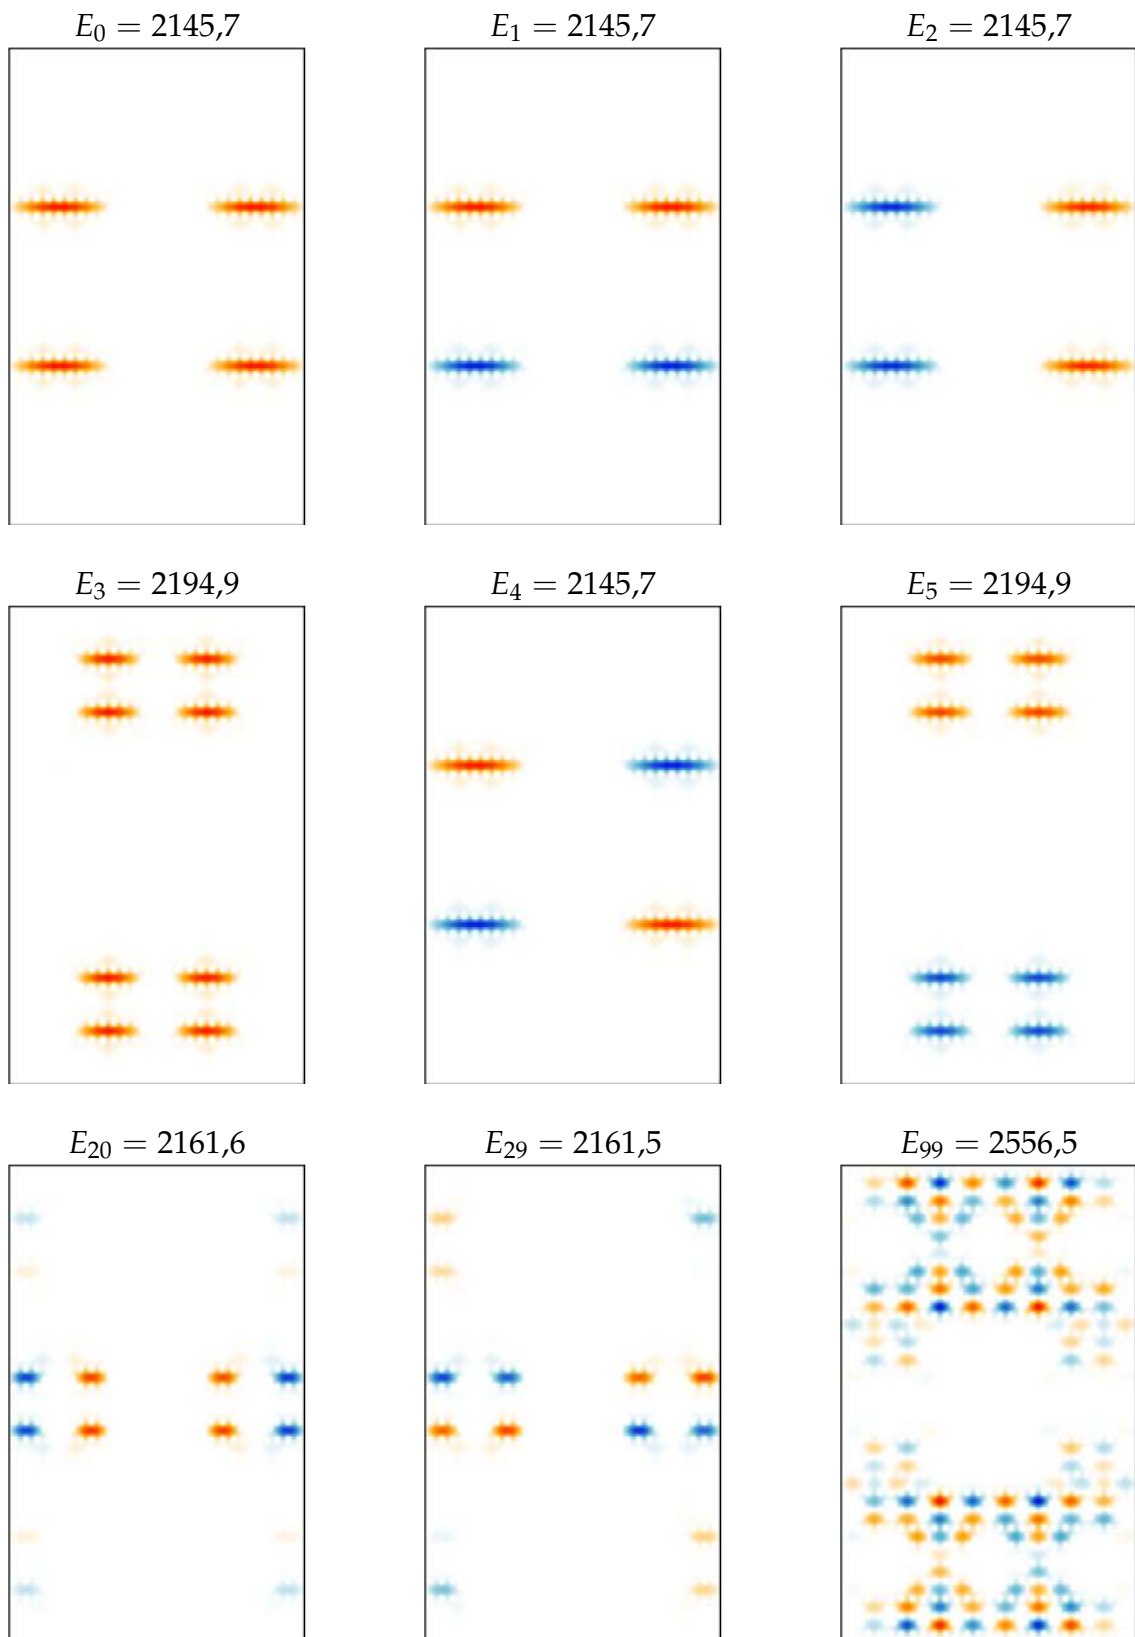 E₀ = 2145,7
E₁ = 2145,7
E₂ = 2145,7
E₃ = 2194,9
E₄ = 2145,7
E₅ = 2194,9
E₂₀ = 2161,6
E₂₉ = 2161,5
E₉₉ = 2556,5